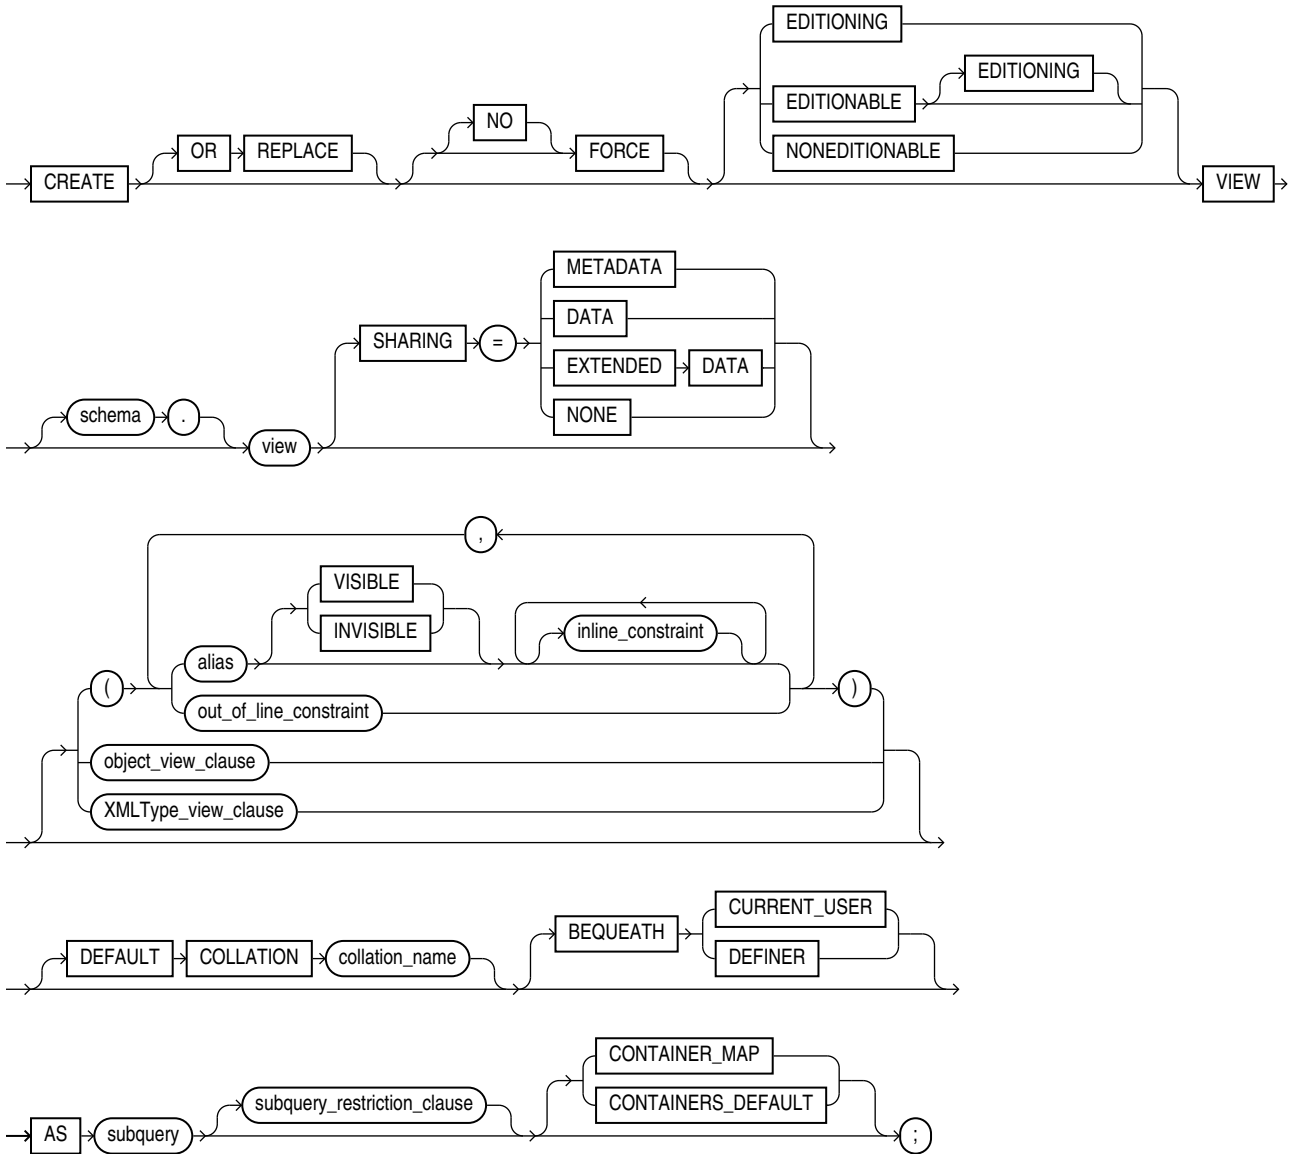 EDITIONING
EDITIONING
EDITIONABLE
NO
OR REPLACE FORCE NONEDITIONABLE
CREATE VIEW
METADATA
DATA
SHARING =
EXTENDED DATA
schema . NONE
view
,
VISIBLE
INVISIBLE inline_constraint
alias
( )
out_of_line_constraint
object_view_clause
XMLType_view_clause
CURRENT_USER
BEQUEATH
DEFAULT COLLATION collation_name DEFINER
CONTAINER_MAP
subquery_restriction_clause CONTAINERS_DEFAULT
AS subquery ;